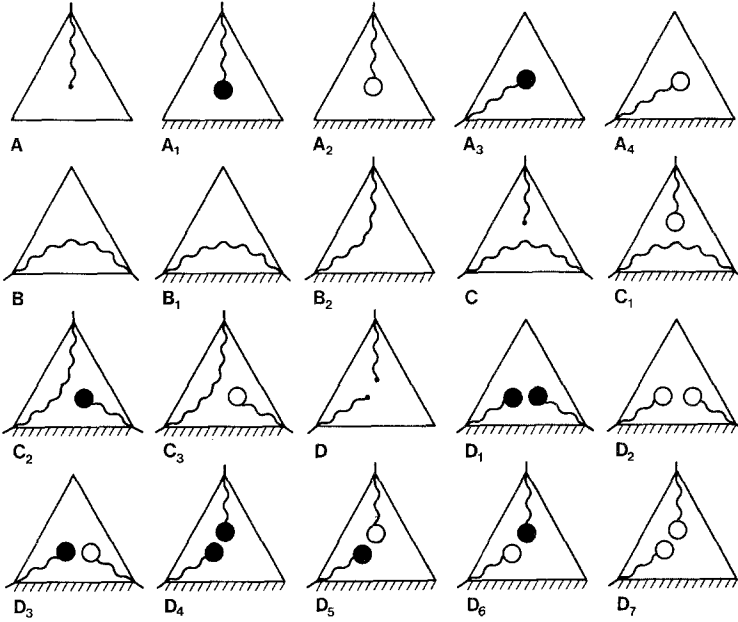 A A₁ A₂ A₃ A₄
B B₁ B₂ C C₁
C₂ C₃ D D₁ D₂
D₃ D₄ D₅ D₆ D₇